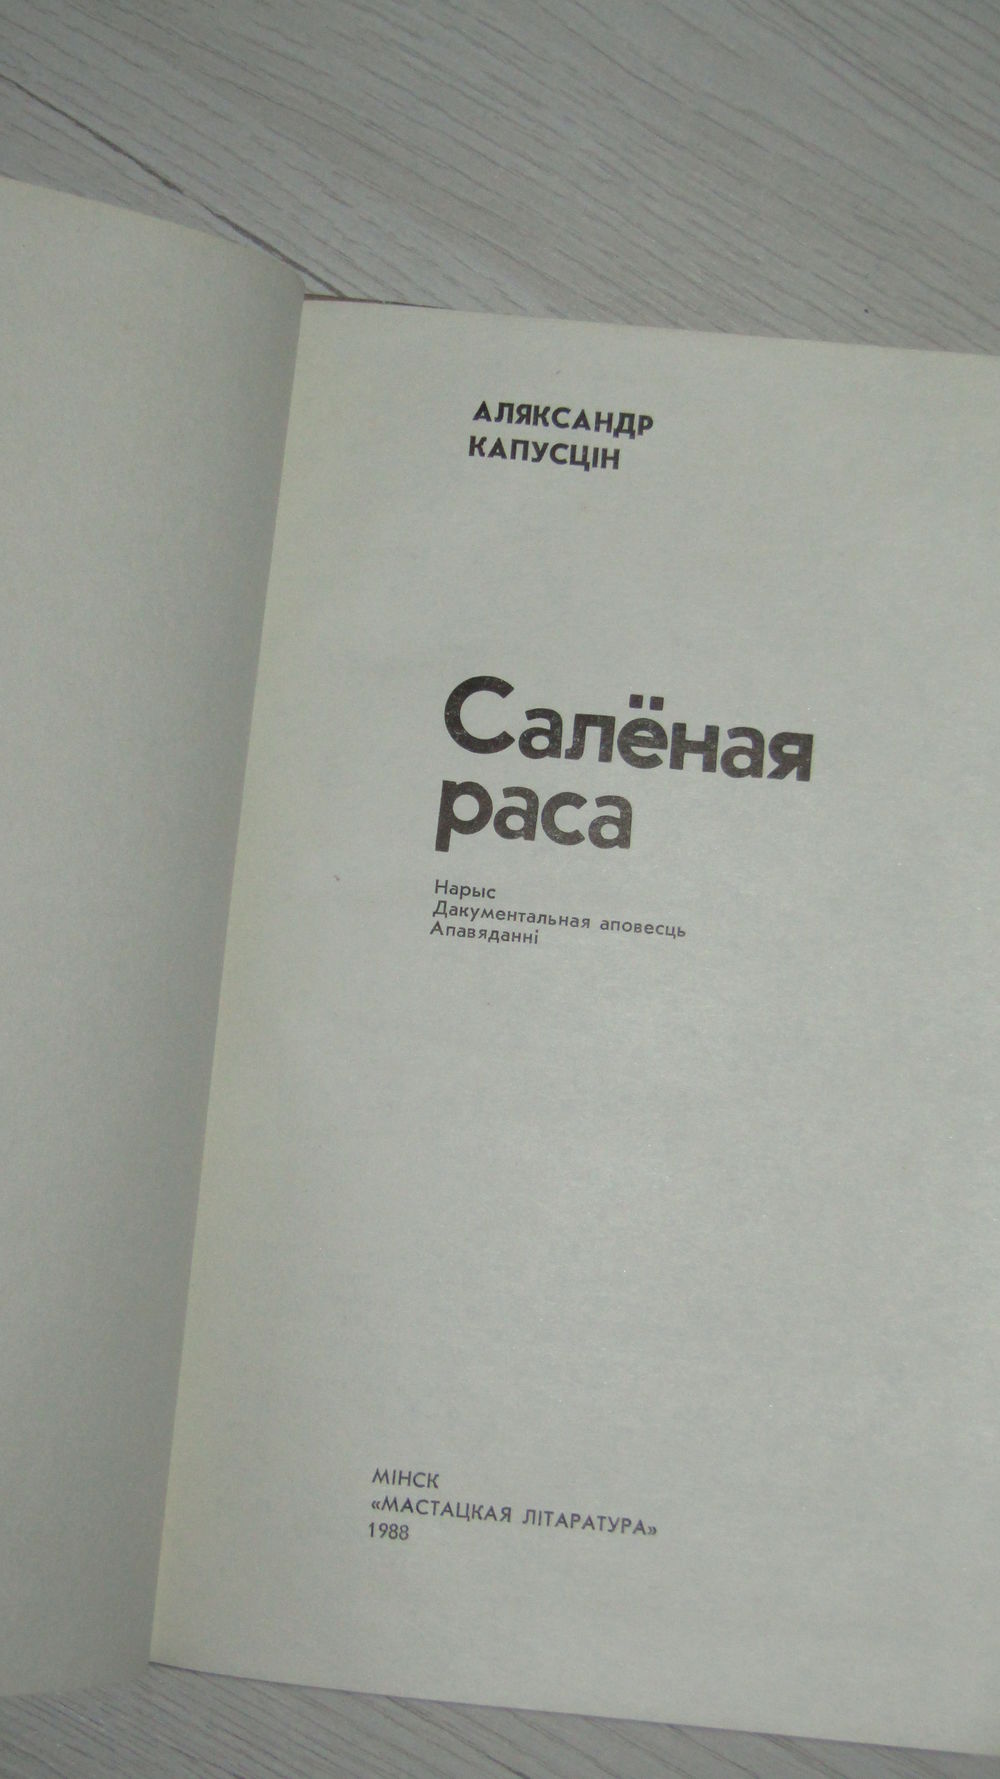 АЛЯКСАНДР
КАПУСЦІН
Салёная
раса
Нарыс
Дакументальная аповесць
Апавяданні
МІНСК
«МАСТАЦКАЯ ЛІТАРАТУРА»
1988